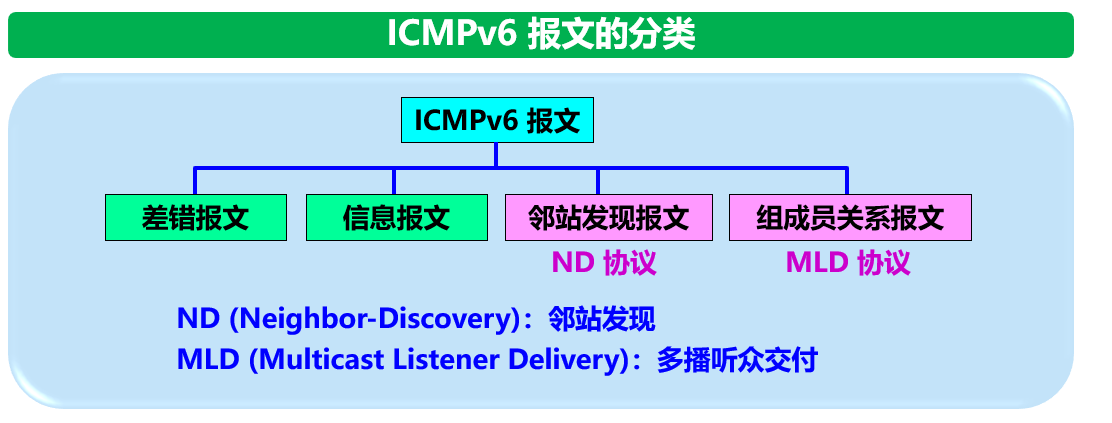 ICMPv6 报文的分类
ICMPv6 报文
差错报文
信息报文
邻站发现报文
组成员关系报文
ND 协议
MLD 协议
ND (Neighbor-Discovery)：邻站发现
MLD (Multicast Listener Delivery)：多播听众交付